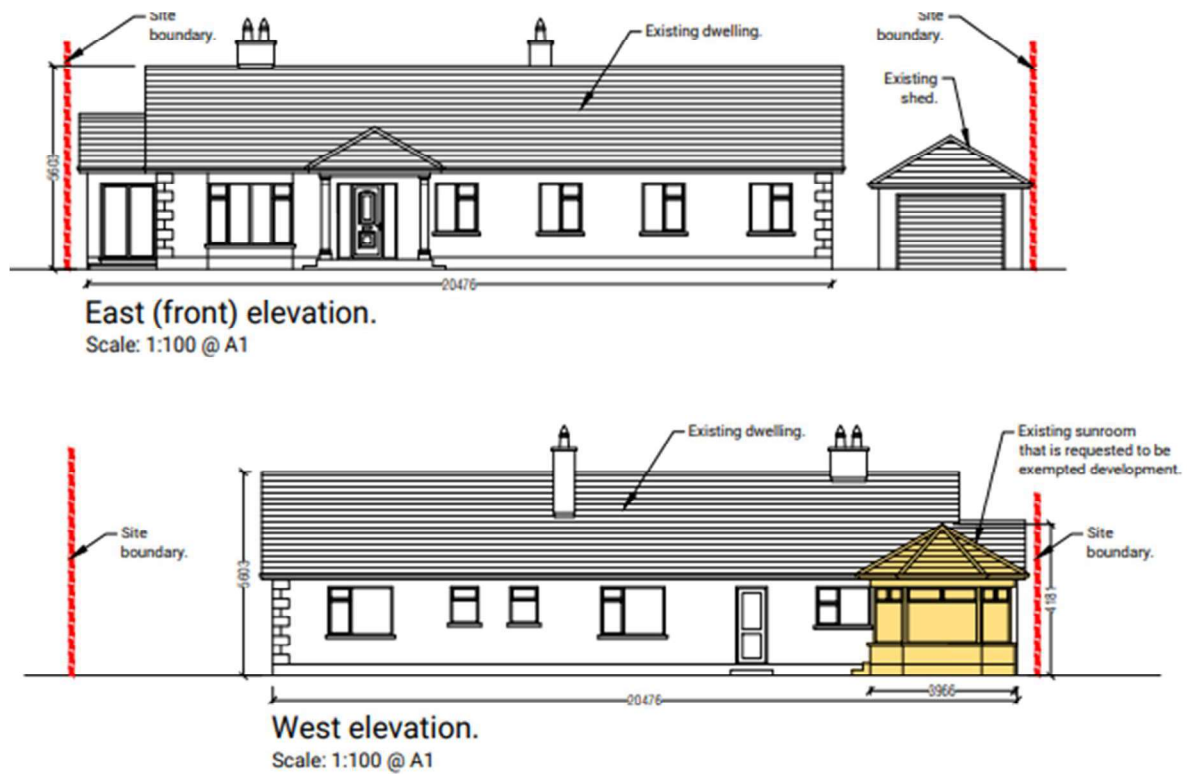 Site
boundary.
Existing dwelling.
Site
boundary.
Existing
shed.
5603
20476
East (front) elevation.
Scale: 1:100 @ A1
Existing dwelling.
Existing sunroom
that is requested to be
exempted development.
Site
boundary.
Site
boundary.
5603
4181
3966
20476
West elevation.
Scale: 1:100 @ A1